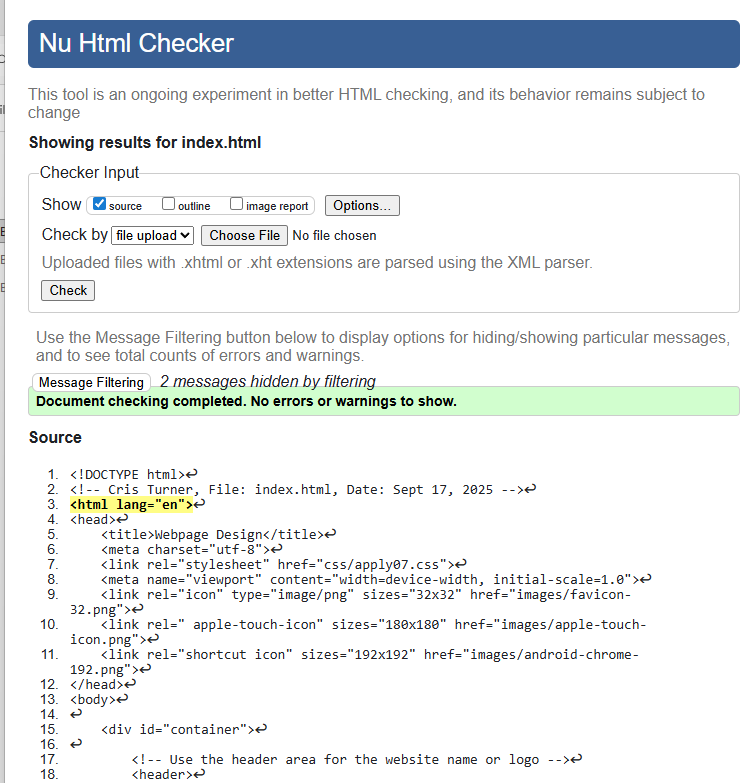 Nu Html Checker
This tool is an ongoing experiment in better HTML checking, and its behavior remains subject to
change
Showing results for index.html
Checker Input
Show source outline image report Options...
Check by file upload Choose File No file chosen
Uploaded files with .xhtml or .xht extensions are parsed using the XML parser.
Check
Use the Message Filtering button below to display options for hiding/showing particular messages,
and to see total counts of errors and warnings.
Message Filtering 2 messages hidden by filtering
Document checking completed. No errors or warnings to show.
Source
1. <!DOCTYPE html>↩
2. <!-- Cris Turner, File: index.html, Date: Sept 17, 2025 -->↩
3. <html lang="en">↩
4. <head>↩
5. <title>Webpage Design</title>↩
6. <meta charset="utf-8">↩
7. <link rel="stylesheet" href="css/apply07.css">↩
8. <meta name="viewport" content="width=device-width, initial-scale=1.0">↩
9. <link rel="icon" type="image/png" sizes="32x32" href="images/favicon-
32.png">↩
10. <link rel=" apple-touch-icon" sizes="180x180" href="images/apple-touch-
icon.png">↩
11. <link rel="shortcut icon" sizes="192x192" href="images/android-chrome-
192.png">↩
12. </head>↩
13. <body>↩
14. ↩
15. <div id="container">↩
16. ↩
17. <!-- Use the header area for the website name or logo -->↩
18. <header>↩